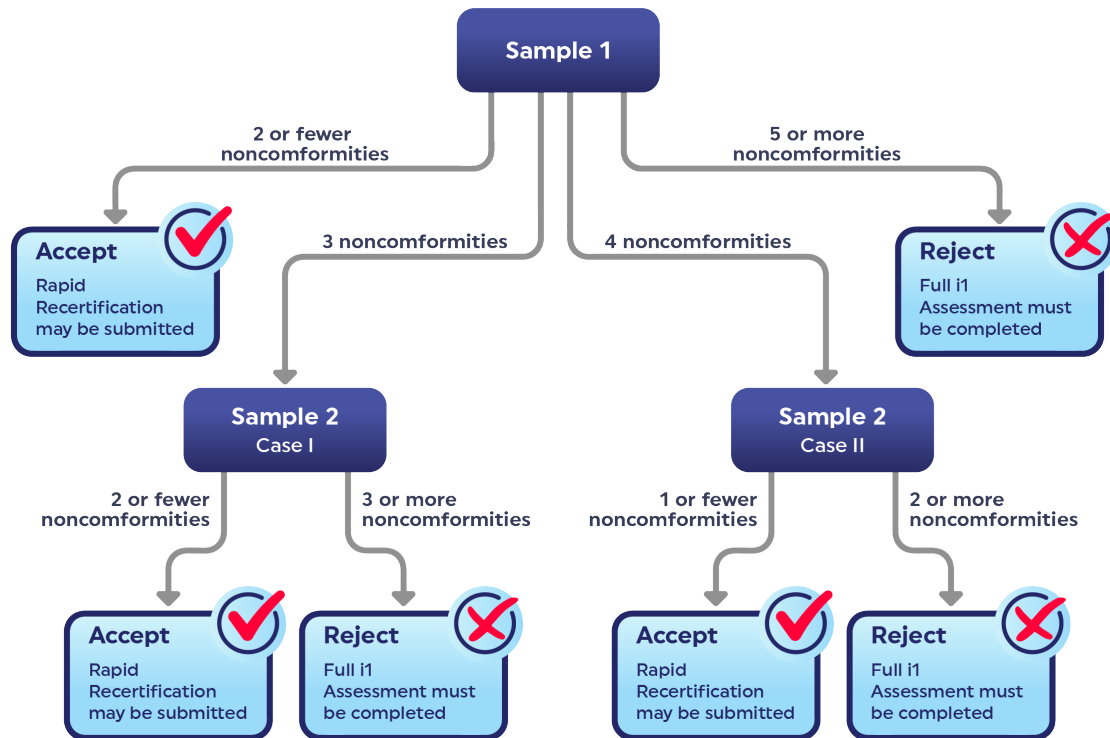 Sample 1
2 or fewer
noncomformities
5 or more
noncomformities
Accept
Rapid
Recertification
may be submitted
3 noncomformities
4 noncomformities
Reject
Full i1
Assessment must
be completed
Sample 2
Case I
Sample 2
Case II
2 or fewer
noncomformities
3 or more
noncomformities
1 or fewer
noncomformities
2 or more
noncomformities
Accept
Rapid
Recertification
may be submitted
Reject
Full i1
Assessment must
be completed
Accept
Rapid
Recertification
may be submitted
Reject
Full i1
Assessment must
be completed